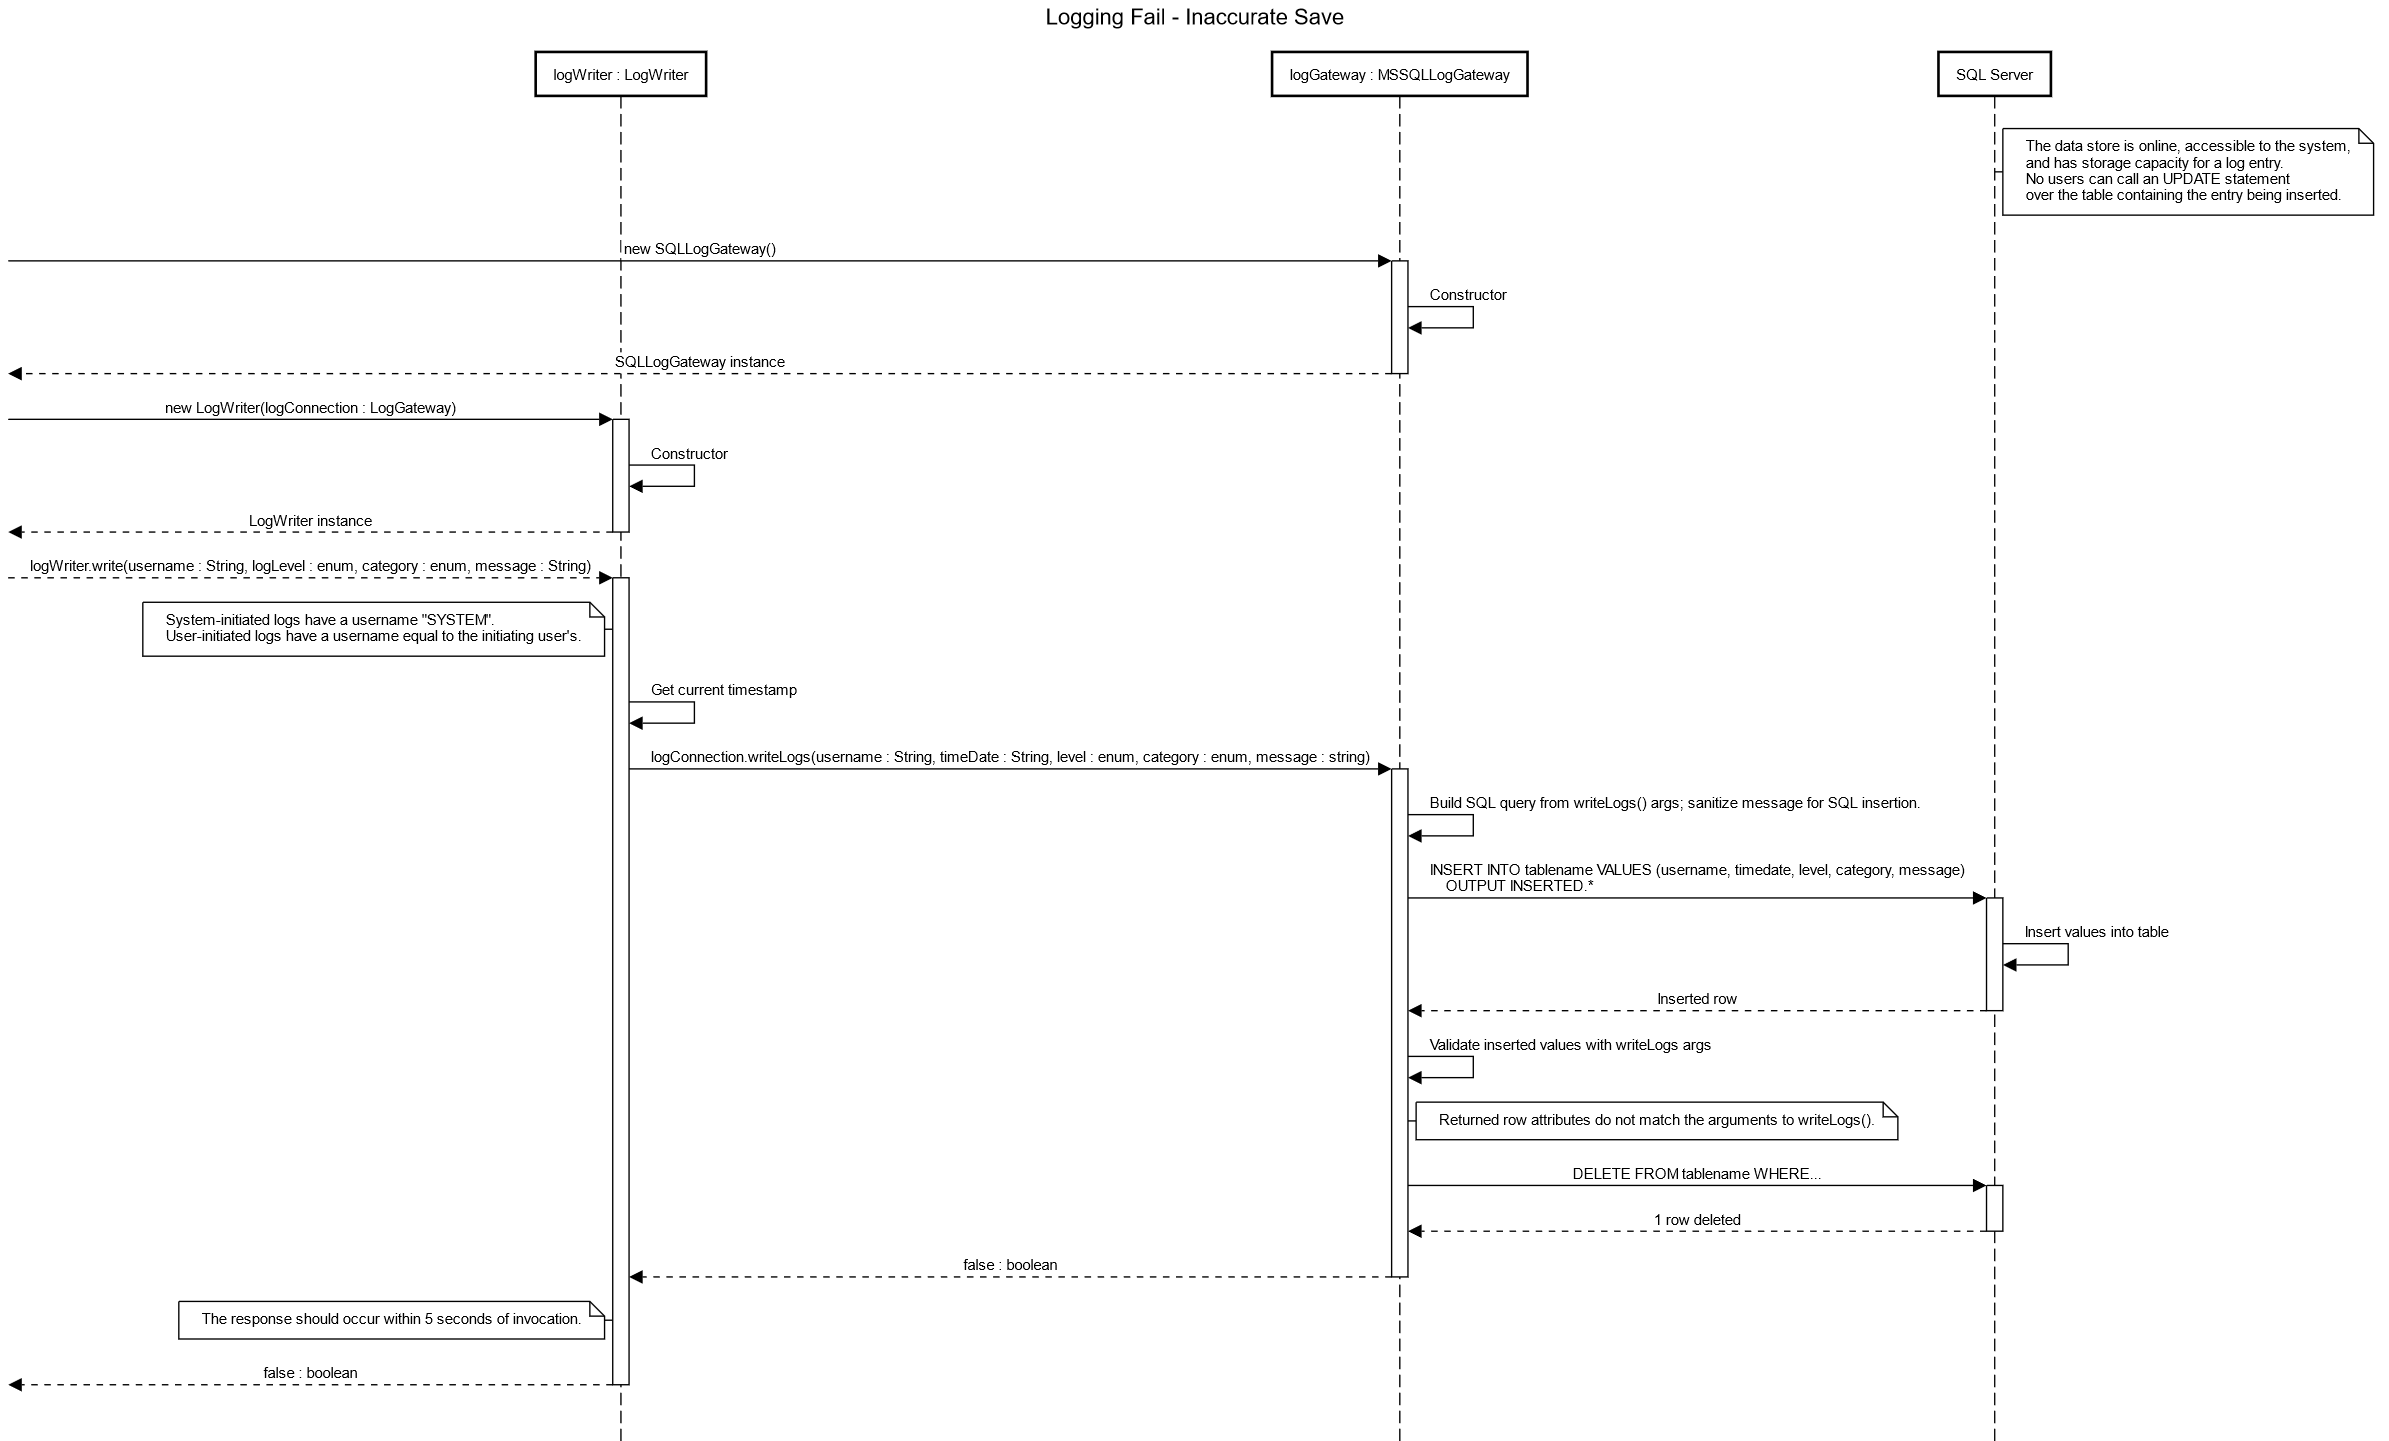 Logging Fail - Inaccurate Save
logWriter : LogWriter
logGateway : MSSQLLogGateway
SQL Server
The data store is online, accessible to the system,
and has storage capacity for a log entry.
No users can call an UPDATE statement
over the table containing the entry being inserted.
new SQLLogGateway()
Constructor
SQLLogGateway instance
new LogWriter(logConnection : LogGateway)
Constructor
LogWriter instance
logWriter.write(username : String, logLevel : enum, category : enum, message : String)
System-initiated logs have a username "SYSTEM".
User-initiated logs have a username equal to the initiating user's.
Get current timestamp
logConnection.writeLogs(username : String, timeDate : String, level : enum, category : enum, message : string)
Build SQL query from writeLogs() args; sanitize message for SQL insertion.
INSERT INTO tablename VALUES (username, timedate, level, category, message)
OUTPUT INSERTED.*
Insert values into table
Inserted row
Validate inserted values with writeLogs args
Returned row attributes do not match the arguments to writeLogs().
DELETE FROM tablename WHERE...
1 row deleted
false : boolean
The response should occur within 5 seconds of invocation.
false : boolean